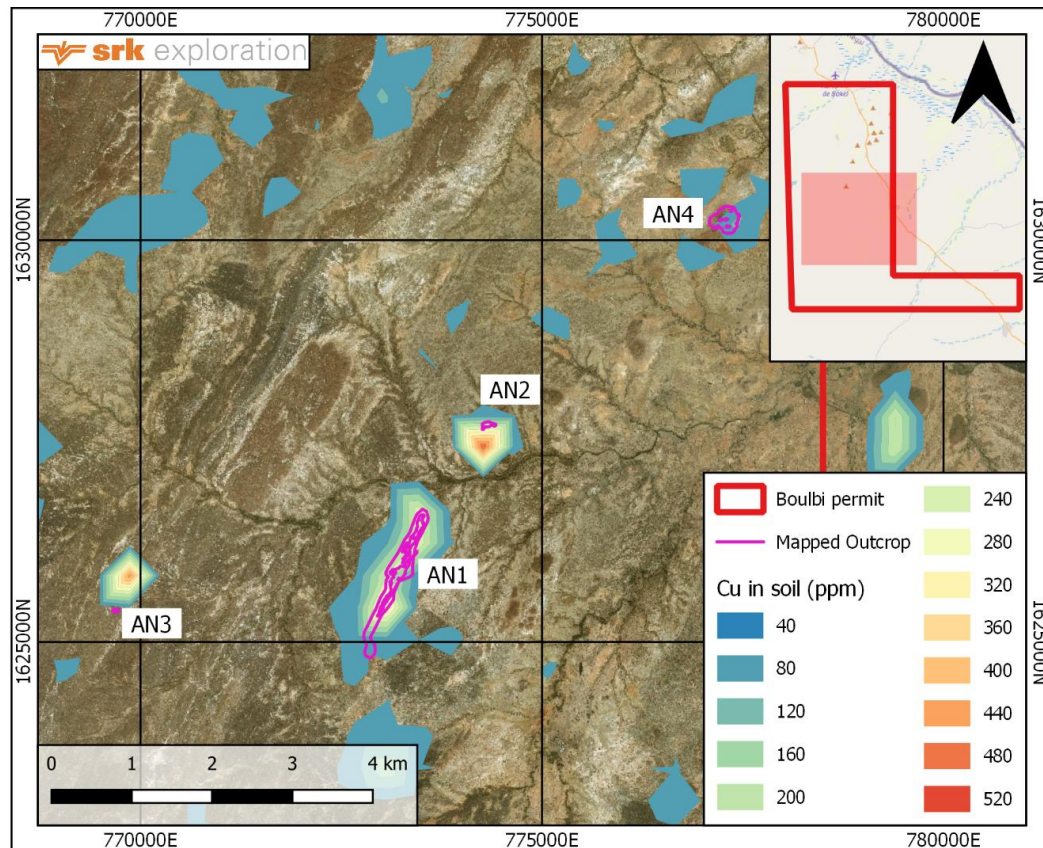 770000E 775000E 780000E
srk exploration
de Bakel
AN4
1630000N 1630000N
AN2
AN1
AN3
1625000N 1625000N
Boulbi permit
Mapped Outcrop
Cu in soil (ppm)
40
80
120
160
200
240
280
320
360
400
440
480
520
0 1 2 3 4 km
770000E 775000E 780000E